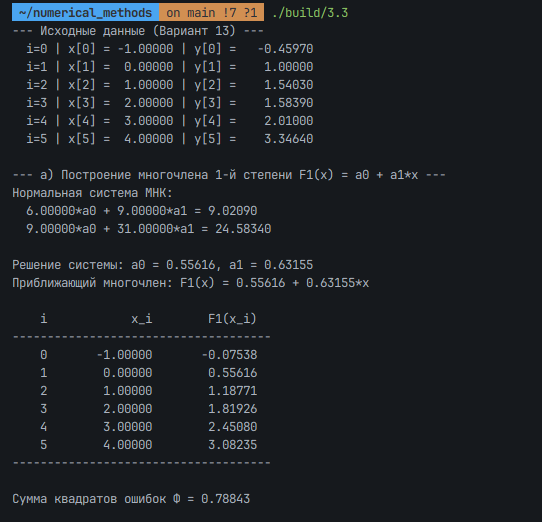 ~/numerical_methods on main !7 ?1 ./build/3.3
--- Исходные данные (Вариант 13) ---
i=0 | x[0] = -1.00000 | y[0] = -0.45970
i=1 | x[1] = 0.00000 | y[1] = 1.00000
i=2 | x[2] = 1.00000 | y[2] = 1.54030
i=3 | x[3] = 2.00000 | y[3] = 1.58390
i=4 | x[4] = 3.00000 | y[4] = 2.01000
i=5 | x[5] = 4.00000 | y[5] = 3.34640
--- а) Построение многочлена 1-й степени F1(x) = a0 + a1*x ---
Нормальная система МНК:
6.00000*a0 + 9.00000*a1 = 9.02090
9.00000*a0 + 31.00000*a1 = 24.58340
Решение системы: a0 = 0.55616, a1 = 0.63155
Приближающий многочлен: F1(x) = 0.55616 + 0.63155*x
i x_i F1(x_i)
-------------------------------------
0 -1.00000 -0.07538
1 0.00000 0.55616
2 1.00000 1.18771
3 2.00000 1.81926
4 3.00000 2.45080
5 4.00000 3.08235
-------------------------------------
Сумма квадратов ошибок Φ = 0.78843